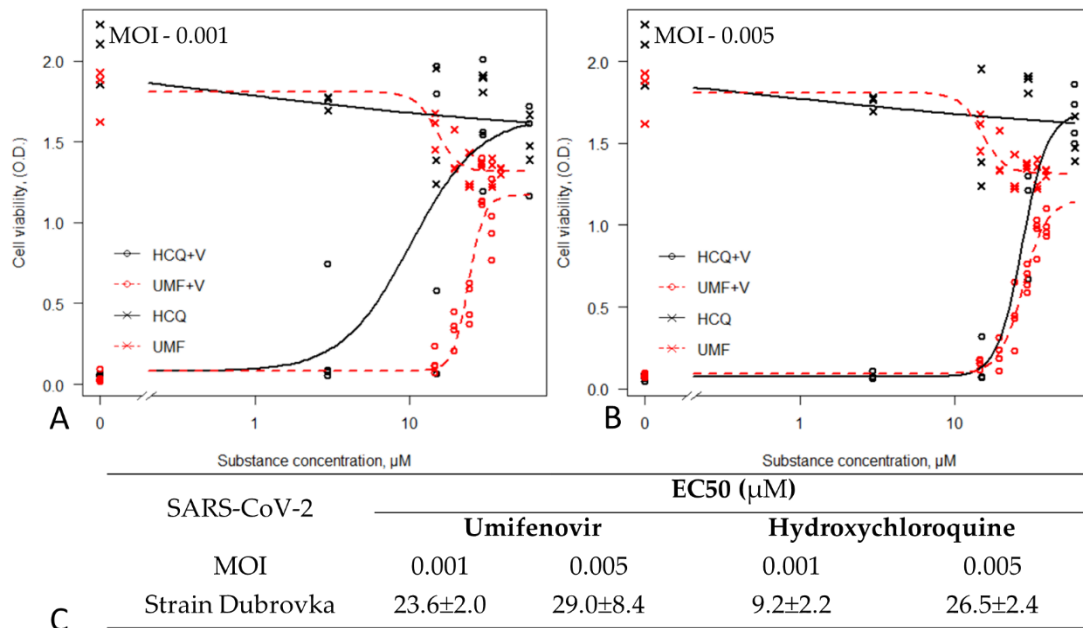 MOI - 0.001
Cell viability, (O.D.)
2.0
1.5
1.0
0.5
0.0
HCQ+V
UMF+V
HCQ
UMF
0
1
10
A
Substance concentration, µM
MOI - 0.005
Cell viability, (O.D.)
2.0
1.5
1.0
0.5
0.0
HCQ+V
UMF+V
HCQ
UMF
0
1
10
B
Substance concentration, µM
SARS-CoV-2
EC50 (µM)
Umifenovir Hydroxychloroquine
MOI 0.001 0.005 0.001 0.005
Strain Dubrovka 23.6±2.0 29.0±8.4 9.2±2.2 26.5±2.4
C